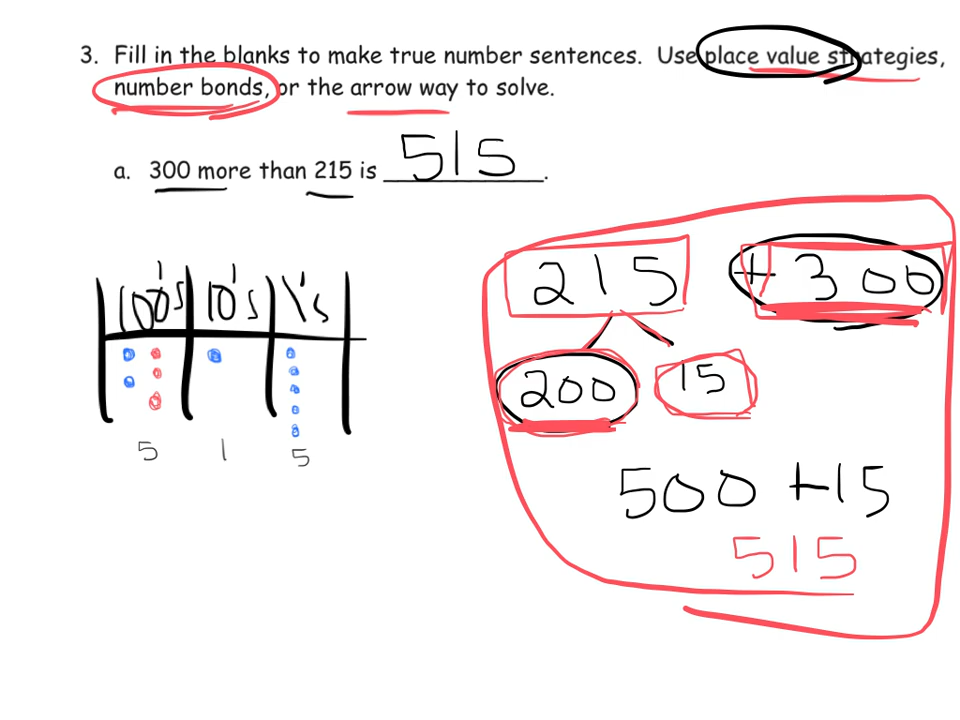 3. Fill in the blanks to make true number sentences. Use place value strategies,
number bonds, or the arrow way to solve.
a. 300 more than 215 is 515.
100's 10's 1's
5 1 5
215 + 300
200 15
500 + 15
515